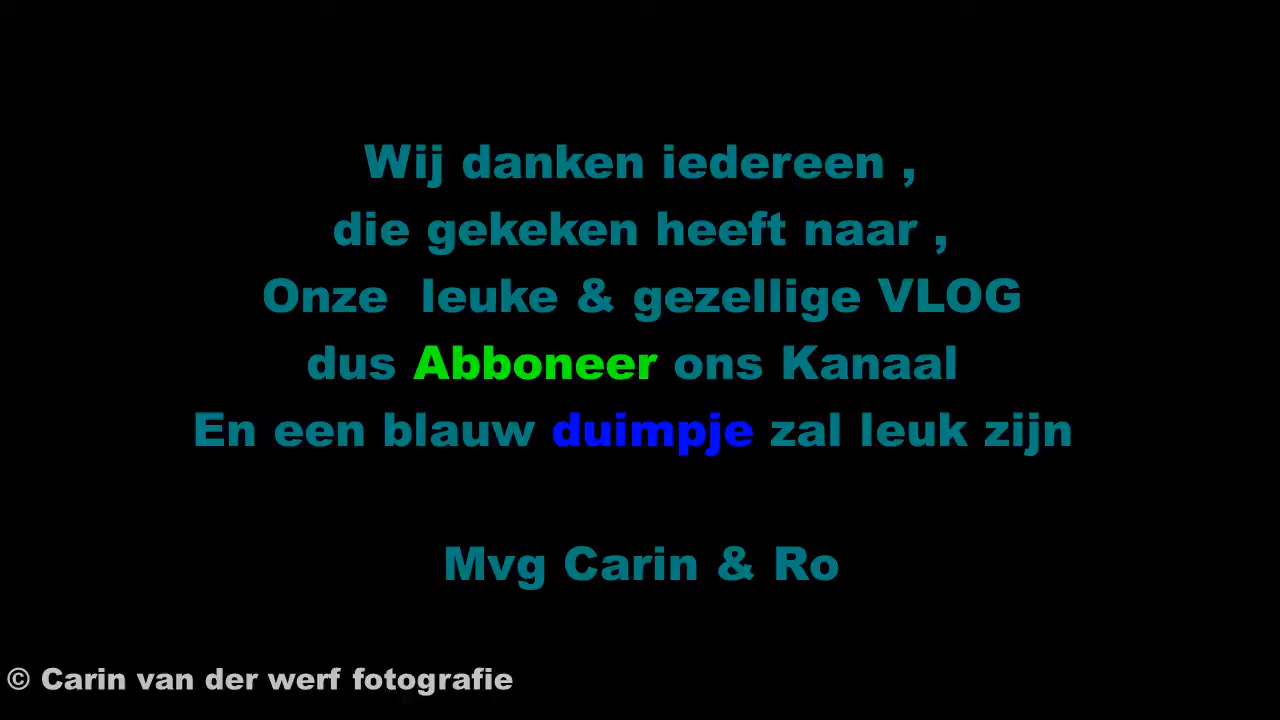 Wij danken iedereen ,
die gekeken heeft naar ,
Onze  leuke & gezellige VLOG
dus Abboneer ons Kanaal
En een blauw duimpje zal leuk zijn
Mvg Carin & Ro
© Carin van der werf fotografie